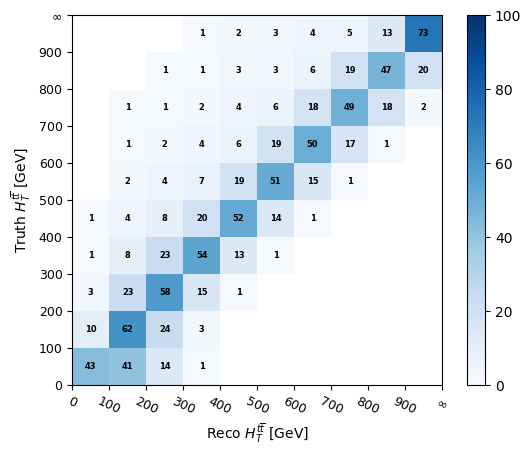 ∞ 1 2 3 4 5 13 73 100
900 1 1 3 3 6 19 47 20
800 1 1 2 4 6 18 49 18 2 80
700 1 2 4 6 19 50 17 1
600 2 4 7 19 51 15 1 60
500 1 4 8 20 52 14 1
400 1 8 23 54 13 1 40
300 3 23 58 15 1
200 10 62 24 3 20
100 43 41 14 1
0 0
0 100 200 300 400 500 600 700 800 900 ∞
Reco $H_T^{t\bar{t}}$ [GeV]
Truth $H_T^{t\bar{t}}$ [GeV]